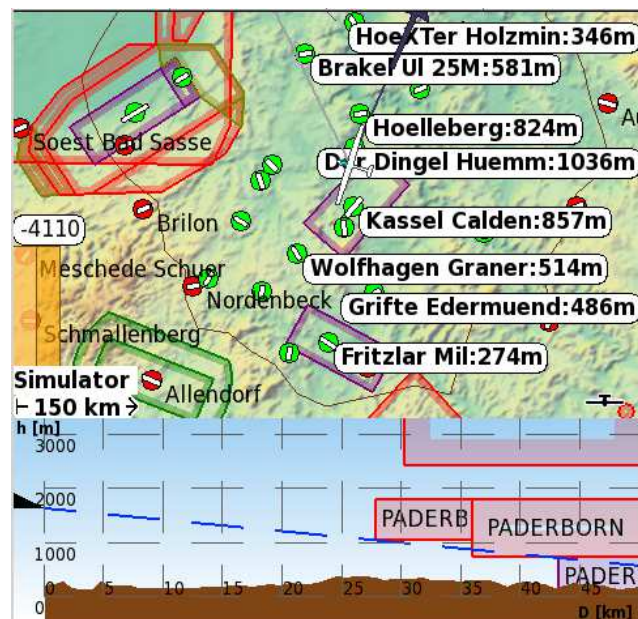 HoeXTer Holzmin:346m
Brakel Ul 25M:581m
Hoelleberg:824m
Soest Bad Sasse
Der Dingel Huemm:1036m
Brilon
Kassel Calden:857m
-4110
Meschede Schuer
Wolfhagen Graner:514m
Nordenbeck
Grifte Edermuend:486m
Schmallenberg
Fritzlar Mil:274m
Simulator
Allendorf
150 km
h [m]
3000
2000
PADERB
PADERBORN
1000
PADER
0
0 5 10 15 20 25 30 35 40 45
D [km]